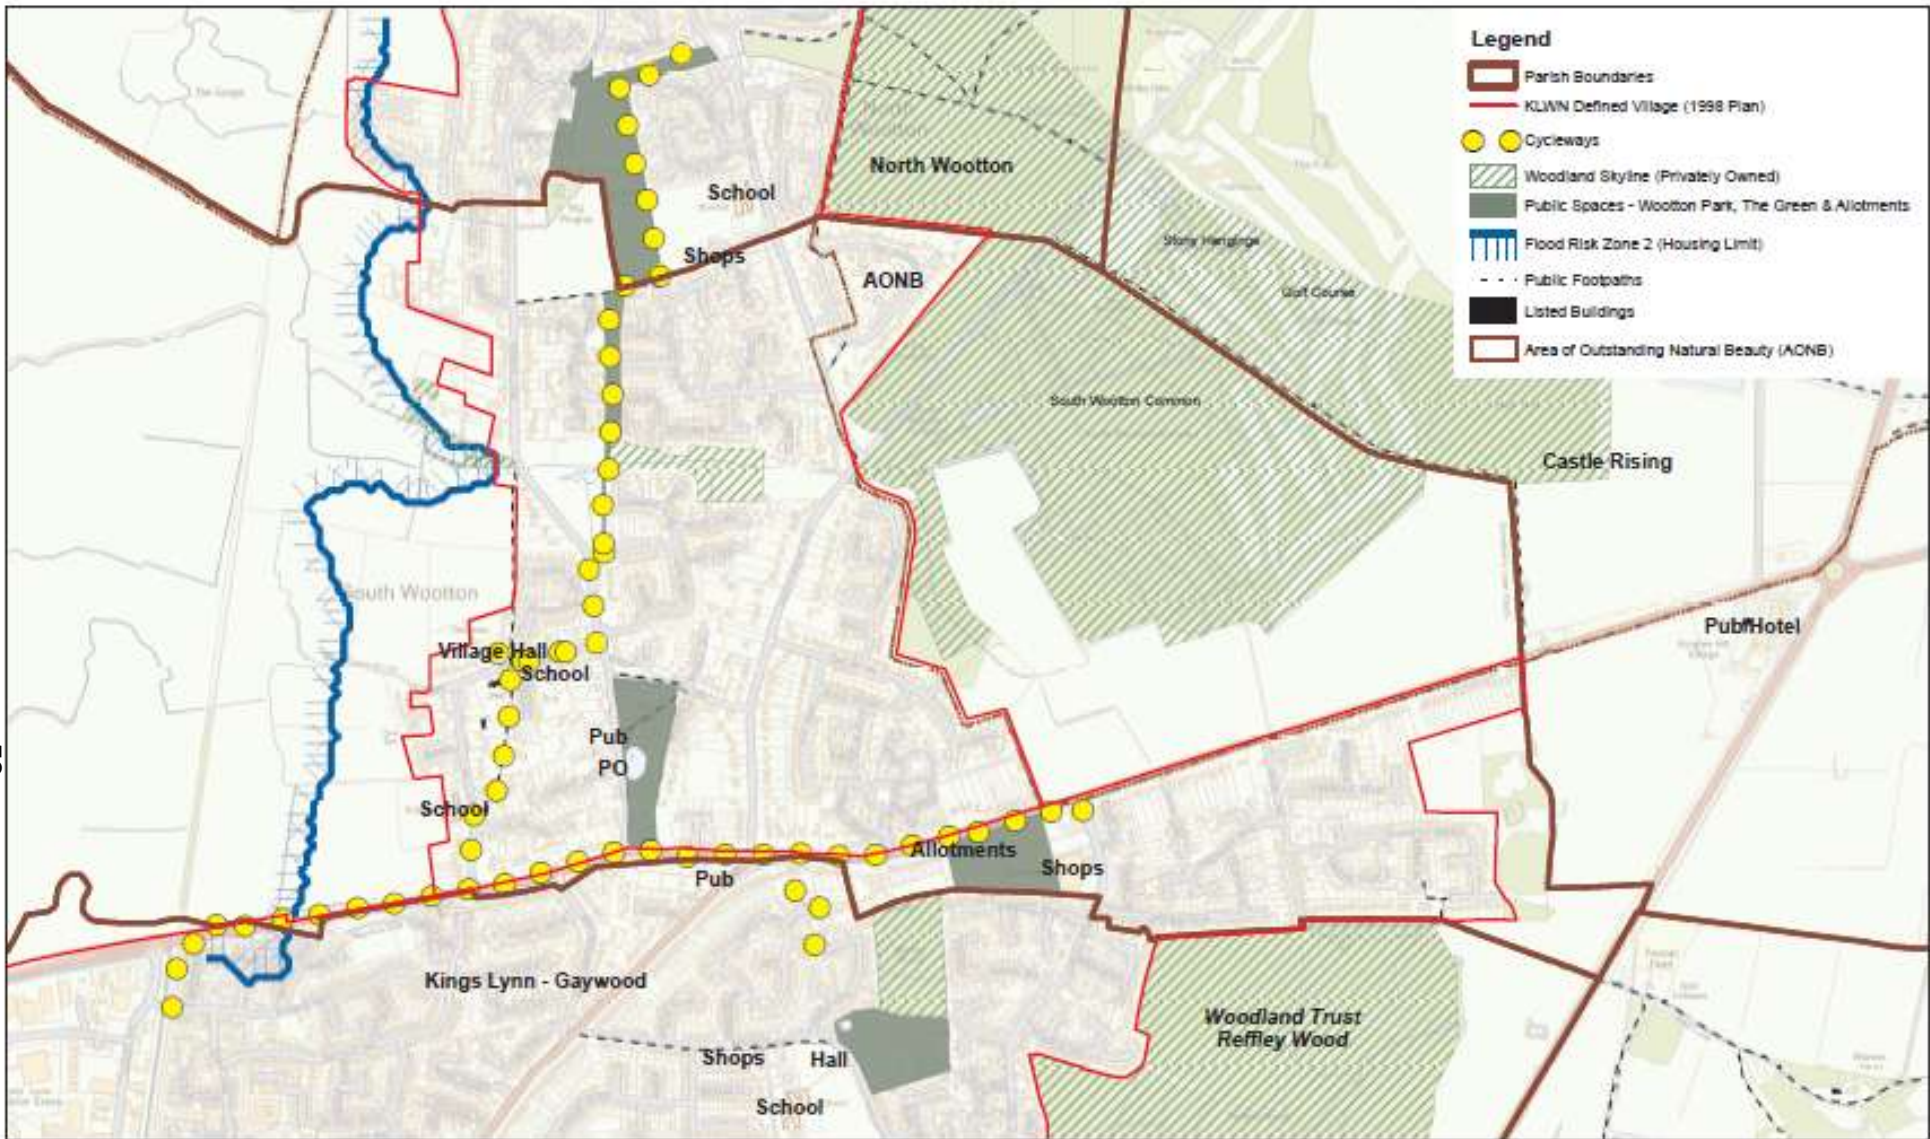 Legend
Parish Boundaries
KLWN Defined Village (1998 Plan)
Cycleways
Woodland Skyline (Privately Owned)
Public Spaces - Wootton Park, The Green & Allotments
Flood Risk Zone 2 (Housing Limit)
Public Footpaths
Listed Buildings
Area of Outstanding Natural Beauty (AONB)
North Wootton
School
Shops
AONB
Golf Course
South Wootton Common
Castle Rising
South Wootton
Village Hall
School
Pub/Hotel
Pub
PO
School
Allotments
Shops
Pub
Kings Lynn - Gaywood
Woodland Trust
Reffley Wood
Shops
Hall
School